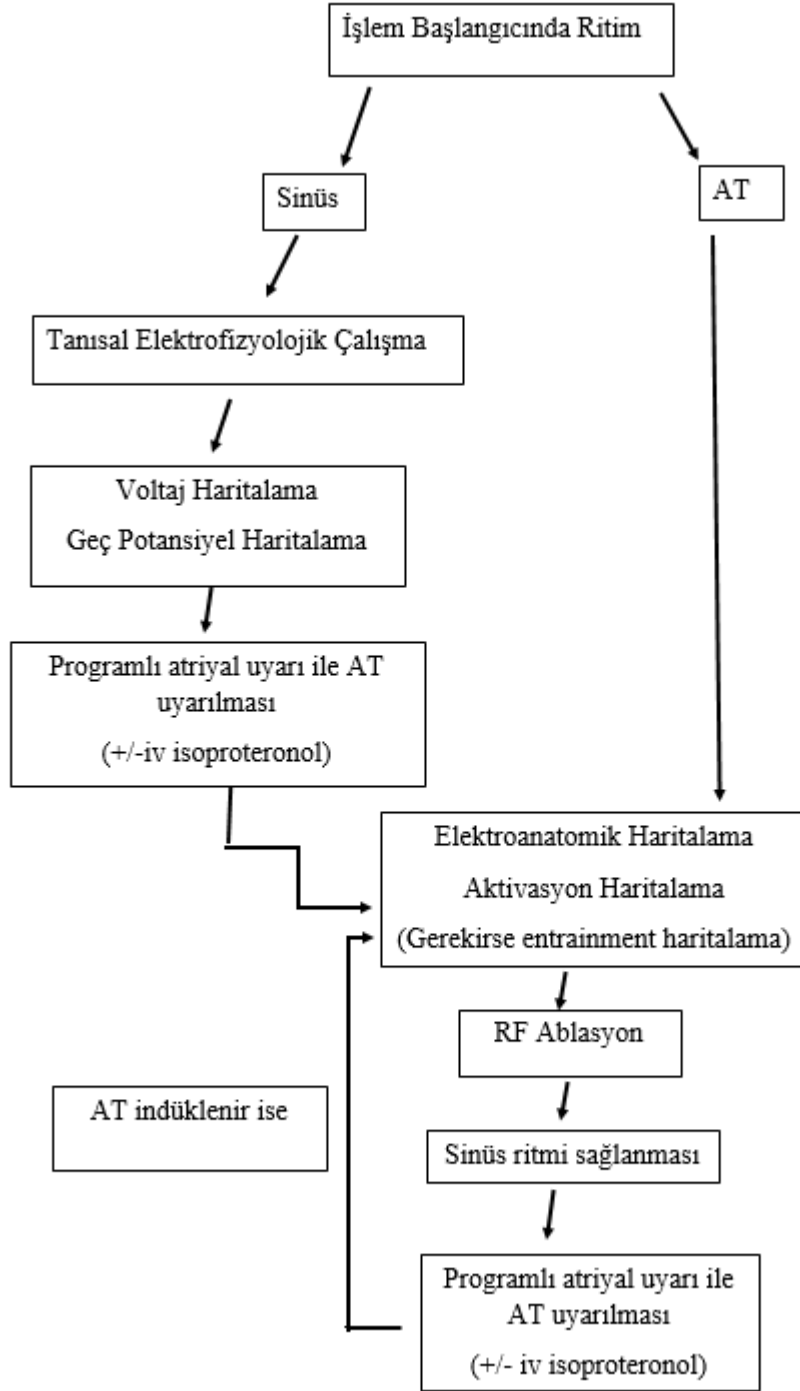 İşlem Başlangıcında Ritim
Sinüs
AT
Tanısal Elektrofizyolojik Çalışma
Voltaj Haritalama
Geç Potansiyel Haritalama
Programlı atriyal uyarı ile AT
uyarılması
(+/-iv isoproteronol)
Elektroanatomik Haritalama
Aktivasyon Haritalama
(Gerekirse entrainment haritalama)
RF Ablasyon
AT indüklenir ise
Sinüs ritmi sağlanması
Programlı atriyal uyarı ile
AT uyarılması
(+/- iv isoproteronol)